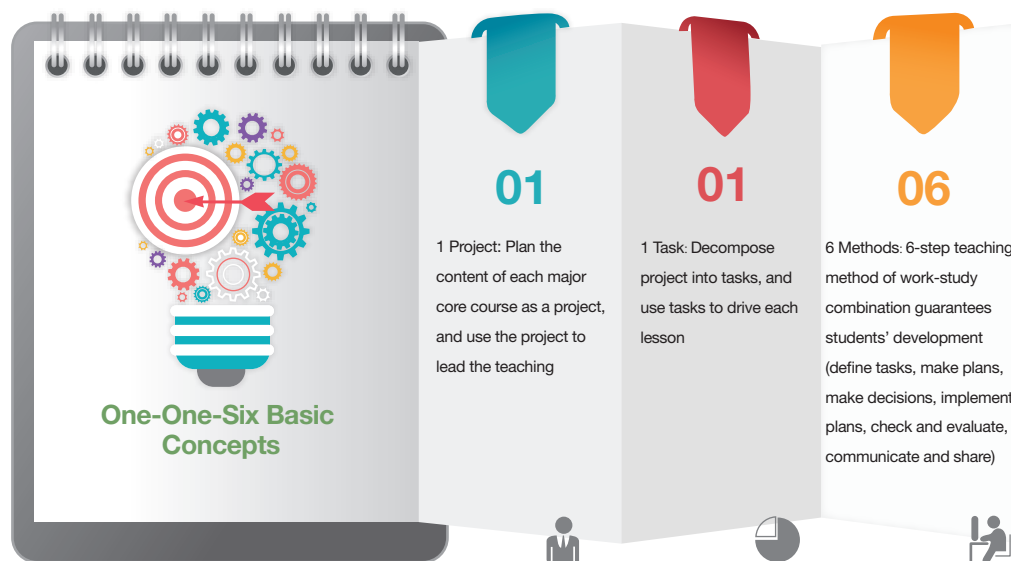 One-One-Six Basic
Concepts
01
1 Project: Plan the
content of each major
core course as a project,
and use the project to
lead the teaching
01
1 Task: Decompose
project into tasks, and
use tasks to drive each
lesson
06
6 Methods: 6-step teaching
method of work-study
combination guarantees
students’ development
(define tasks, make plans,
make decisions, implement
plans, check and evaluate,
communicate and share)